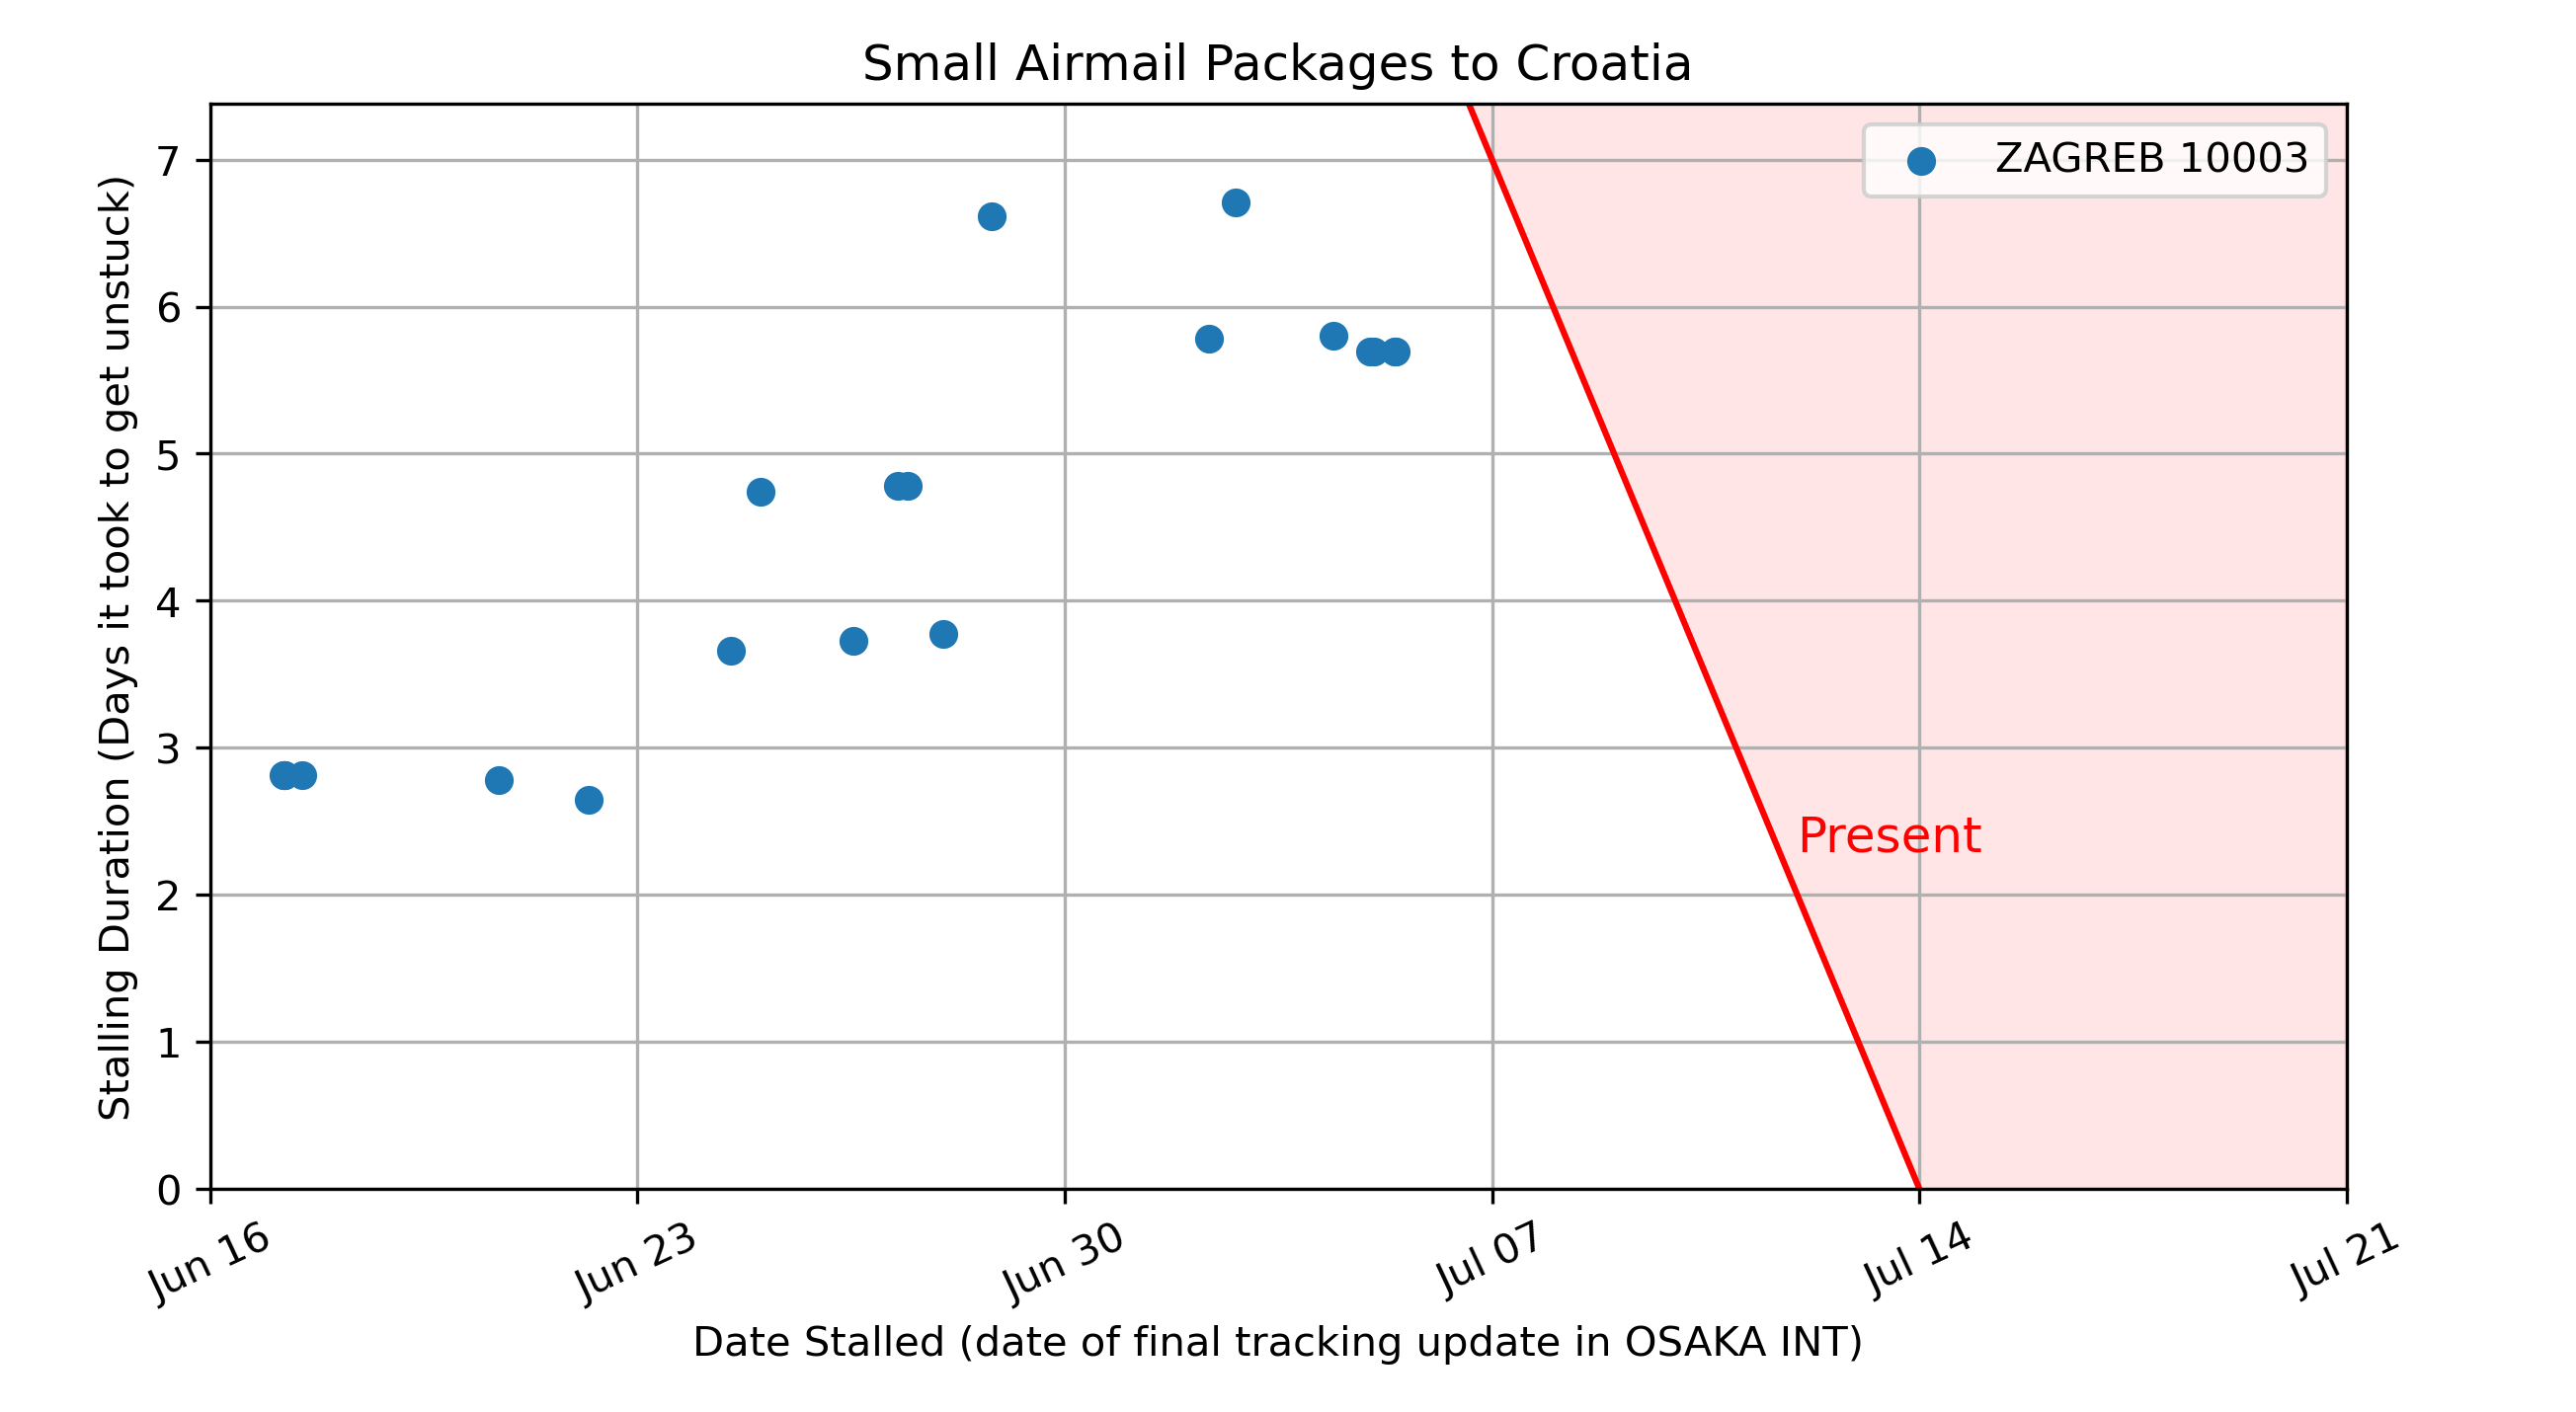 Small Airmail Packages to Croatia
Stalling Duration (Days it took to get unstuck)
7
6
5
4
3
2
1
0
ZAGREB 10003
Present
Jun 16
Jun 23
Jun 30
Jul 07
Jul 14
Jul 21
Date Stalled (date of final tracking update in OSAKA INT)